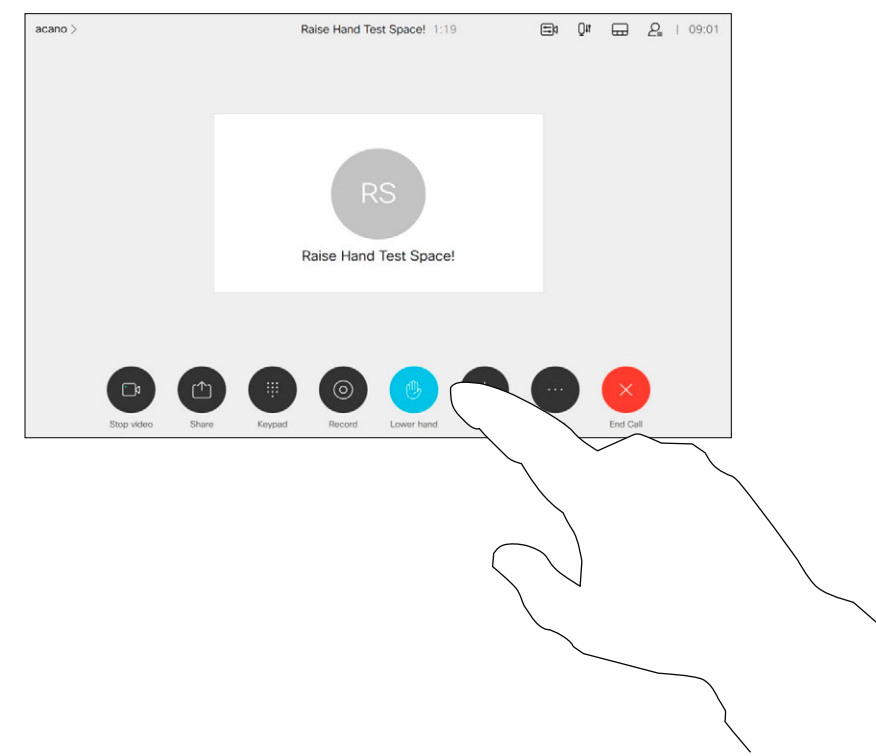 acano >
Raise Hand Test Space! 1:19
09:01
RS
Raise Hand Test Space!
Stop video
Share
Keypad
Record
Lower hand
End Call